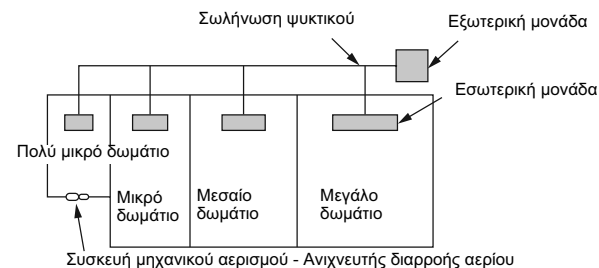 Σωλήνωση ψυκτικού
Εξωτερική μονάδα
Εσωτερική μονάδα
Πολύ μικρό δωμάτιο
Μικρό
δωμάτιο
Μεσαίο
δωμάτιο
Μεγάλο
δωμάτιο
Συσκευή μηχανικού αερισμού - Ανιχνευτής διαρροής αερίου